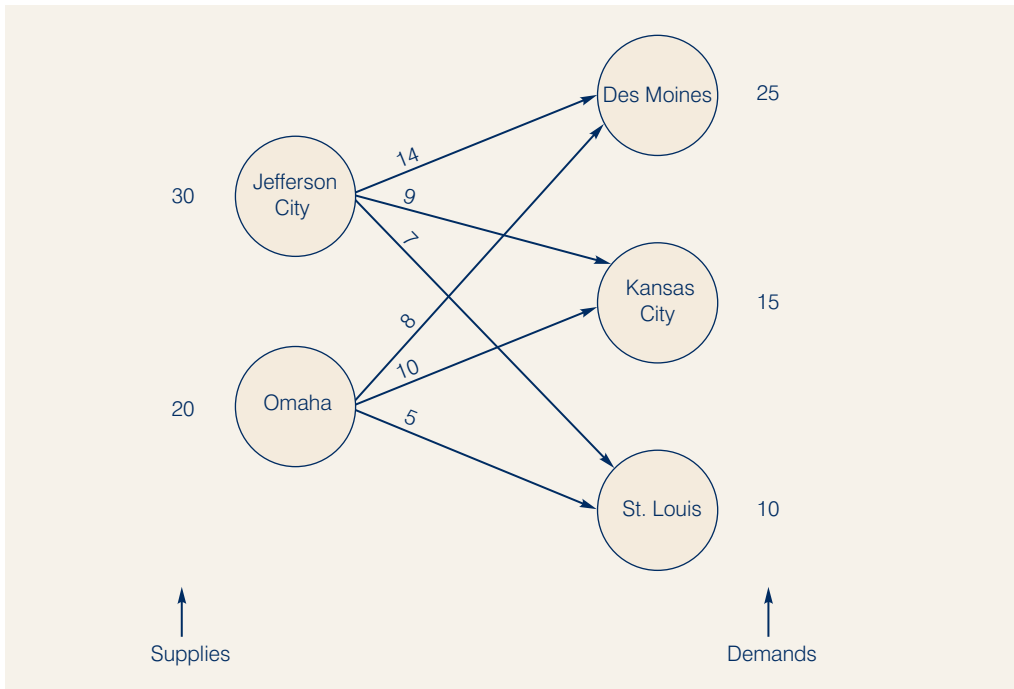 Des Moines
25
14
Jefferson
City
30
9
7
Kansas
City
15
8
10
Omaha
20
5
St. Louis
10
Supplies
Demands